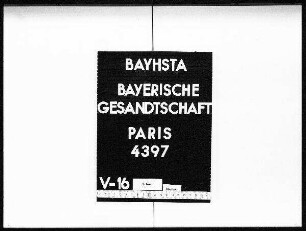 BAYHSTA
BAYERISCHE
GESANDTSCHAFT
PARIS
4397
V-16